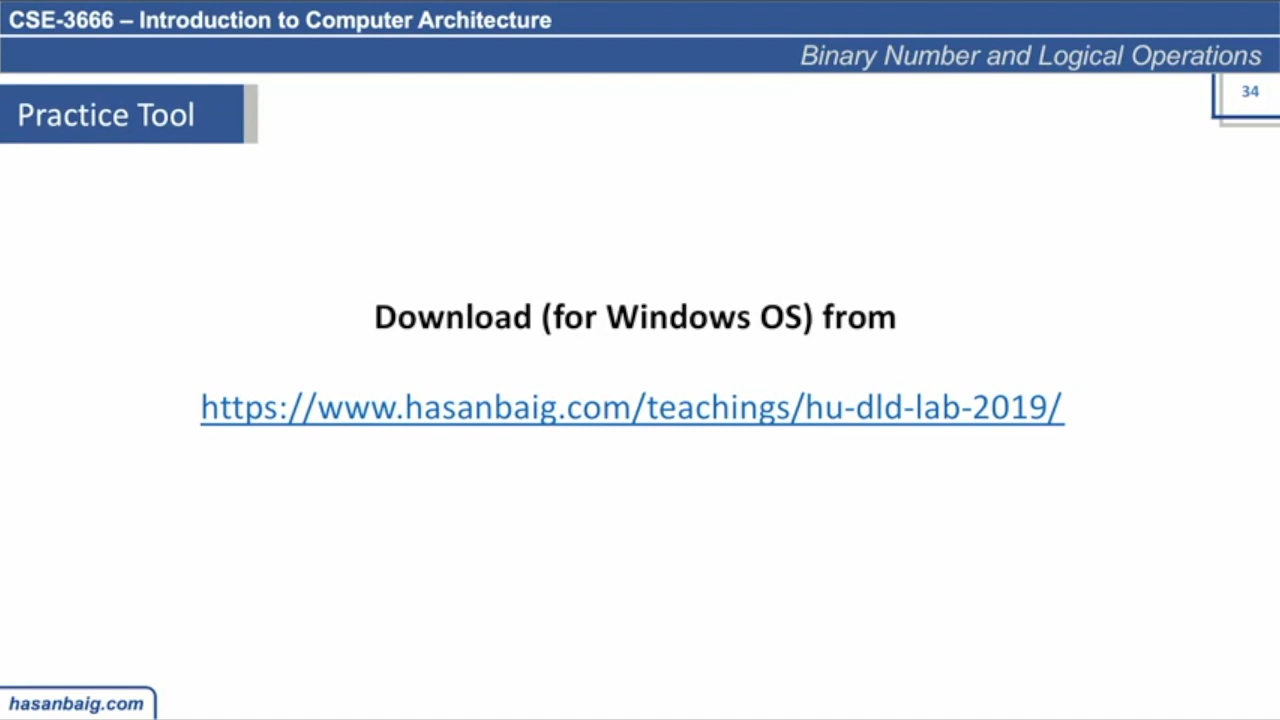 CSE-3666 – Introduction to Computer Architecture
Binary Number and Logical Operations
Practice Tool
34
Download (for Windows OS) from
https://www.hasanbaig.com/teachings/hu-dld-lab-2019/
hasanbaig.com